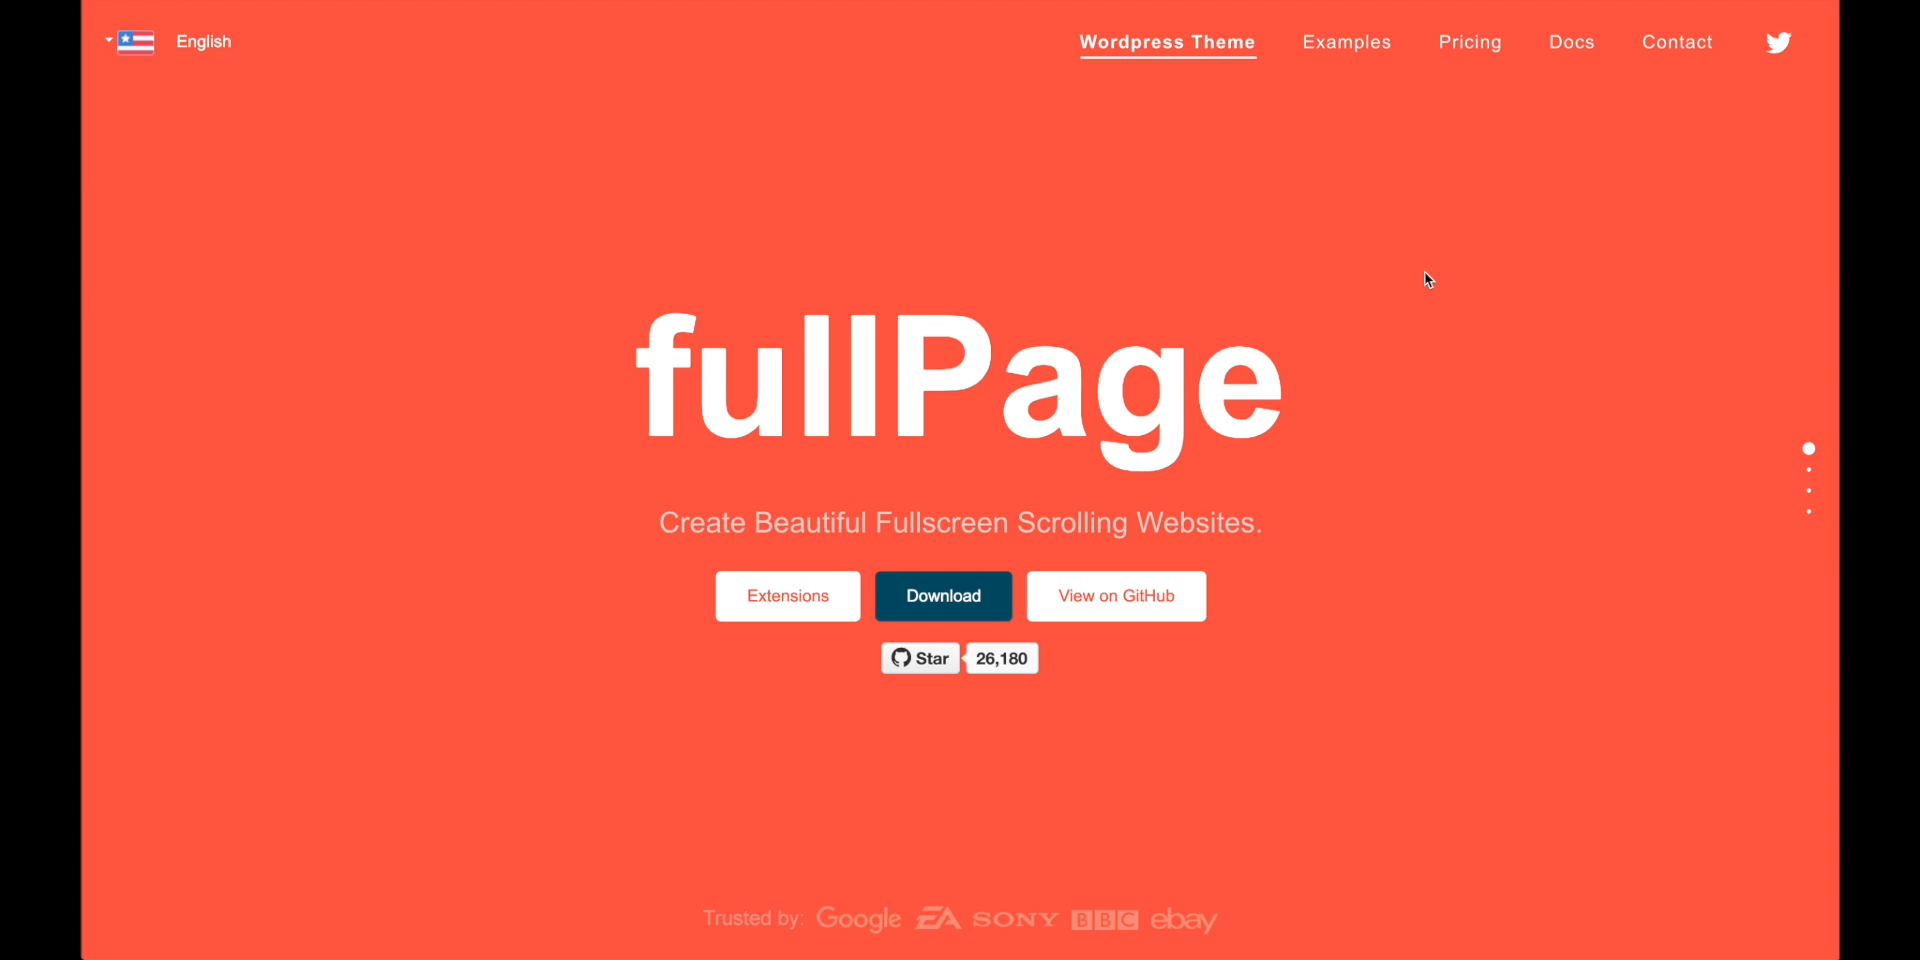 English
Wordpress Theme Examples Pricing Docs Contact
fullPage
Create Beautiful Fullscreen Scrolling Websites.
Extensions Download View on GitHub
Star 26,180
Trusted by: Google EA SONY BBC ebay